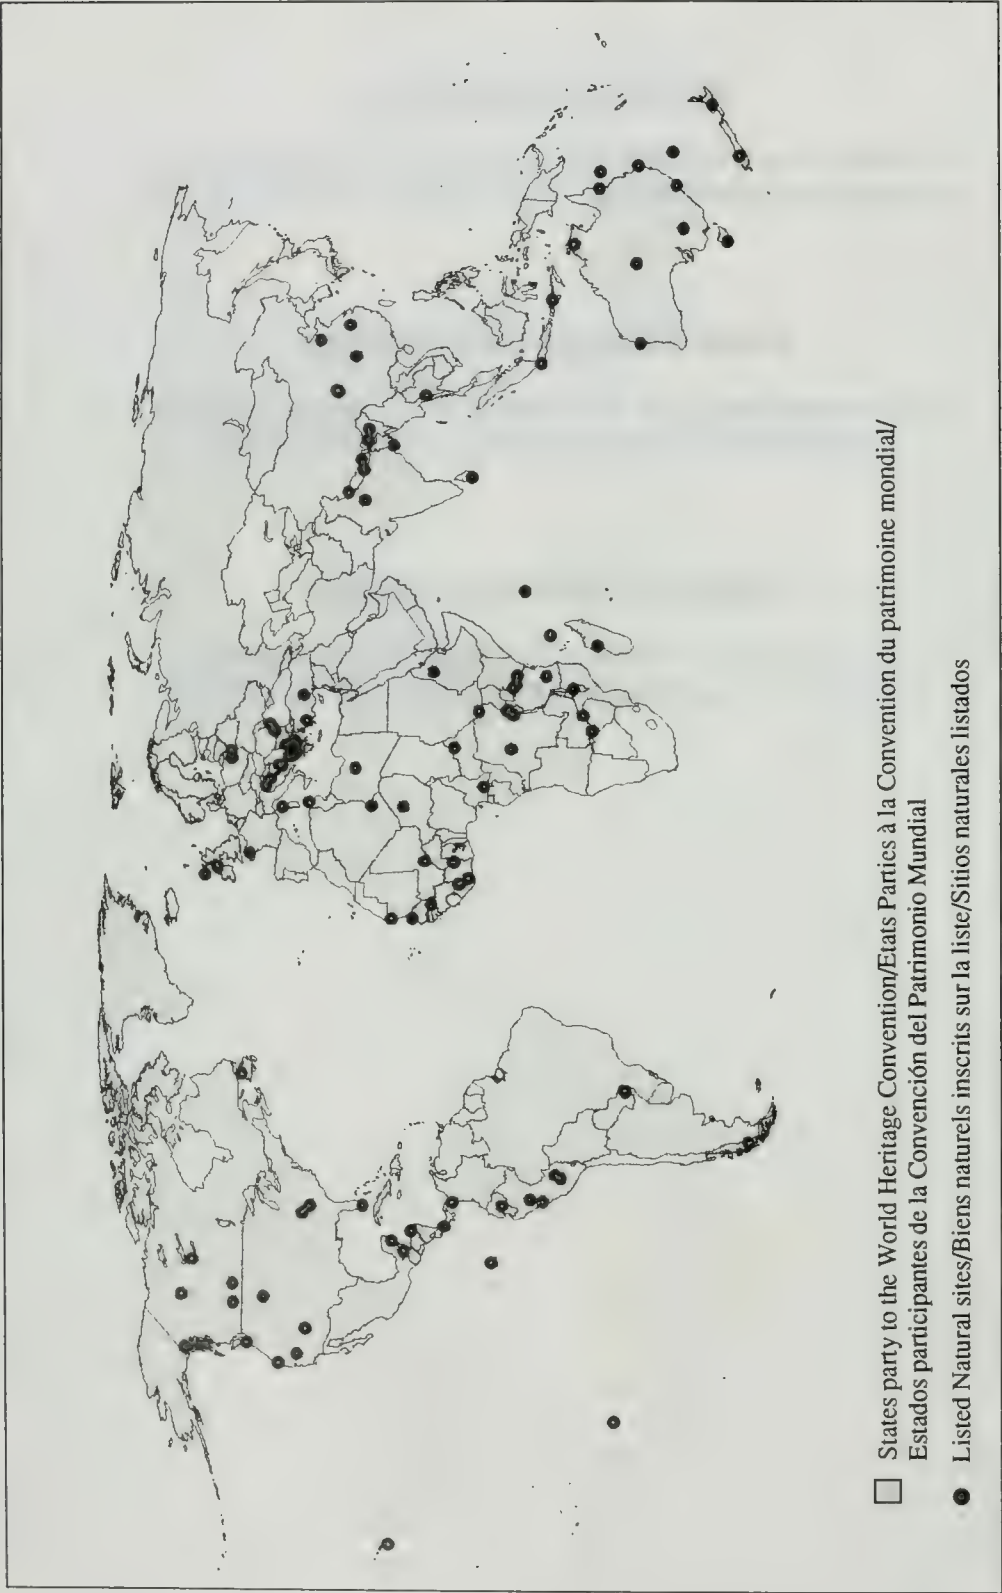 States party to the World Heritage Convention/Etats Parties à la Convention du patrimoine mondial/
Estados participantes de la Convención del Patrimonio Mundial
Listed Natural sites/Biens naturels inscrits sur la liste/Sitios naturales listados